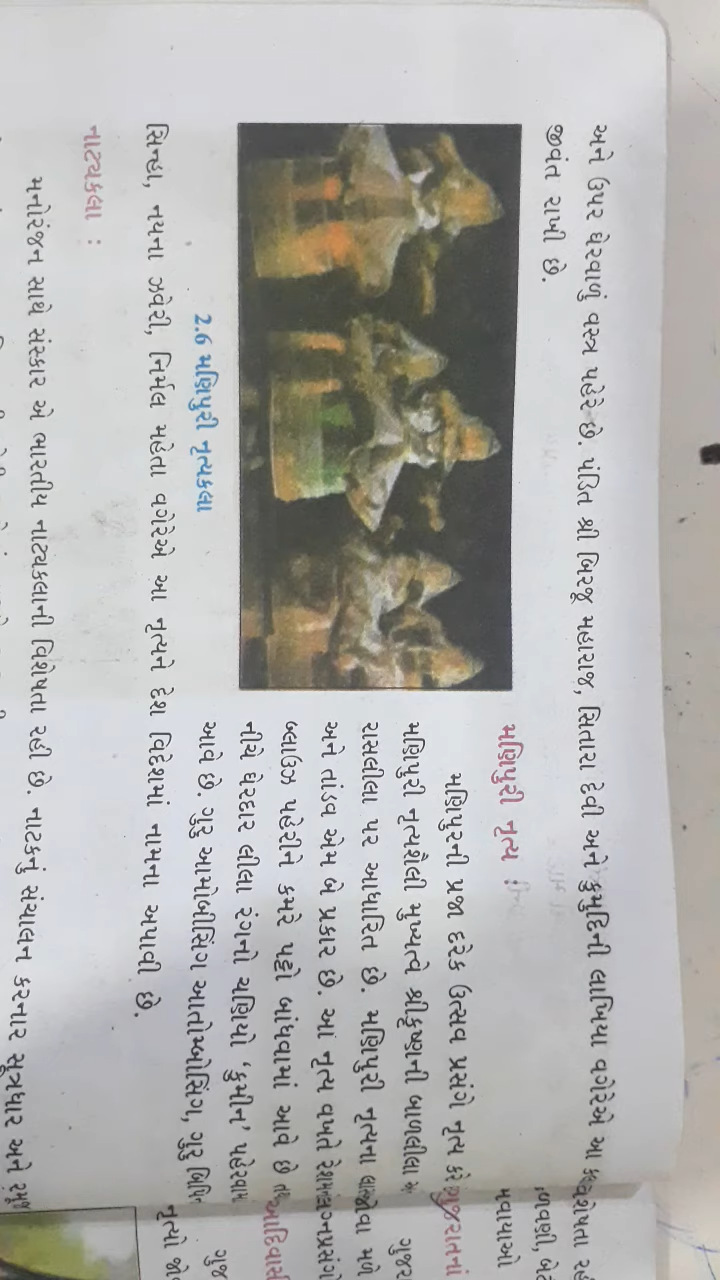 અને ઉપર ઘેરવાળું વસ્ત્ર પહેરે છે. પંડિત શ્રી બિરજુ મહારાજ, સિતારા દેવી અને કુમુદિની લાખિયા વગેરેએ આ
જીવંત રાખી છે.
મણિપુરી નૃત્ય :
મણિપુરની પ્રજા દરેક ઉત્સવ પ્રસંગે નૃત્ય કરે
મણિપુરી નૃત્યશૈલી મુખ્યત્વે શ્રીકૃષ્ણની બાળલીલા
રાસલીલા પર આધારિત છે. મણિપુરી નૃત્યના
અને તાંડવ એમ બે પ્રકાર છે. આ નૃત્ય વખતે
બ્લાઉઝ પહેરીને કમરે પટ્ટો બાંધવામાં આવે છે
નીચે ઘેરદાર લીલા રંગનો ચણિયો ‘કુમીન’ પહેરવામાં
આવે છે. ગુરુ આમોબીસિંગ આતોમ્બોસિંગ, ગુરુ
2.6 મણિપુરી નૃત્યકલા
સિન્હા, નયના ઝવેરી, નિર્મલ મહેતા વગેરેએ આ નૃત્યને દેશ વિદેશમાં નામના અપાવી છે.
નાટ્યકલા :
મનોરંજન સાથે સંસ્કાર એ ભારતીય નાટ્યકલાની વિશેષતા રહી છે. નાટકનું સંચાલન કરનાર સૂત્રધાર અને
ગુજરાતનાં
આદિવાસી
નૃત્યો